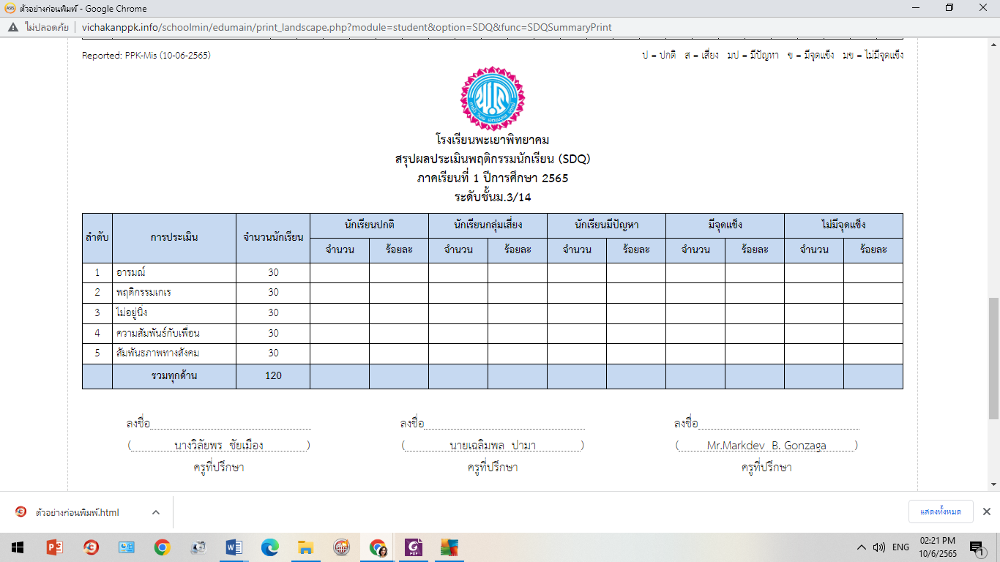 ตัวอย่างก่อนพิมพ์ - Google Chrome
ไม่ปลอดภัย | vichakanppk.info/schoolmin/edumain/print_landscape.php?module=student&option=SDQ&func=SDQSummaryPrint
Reported: PPK-Mis (10-06-2565) ป = ปกติ ส = เสี่ยง มป = มีปัญหา ข = มีจุดแข็ง มข = ไม่มีจุดแข็ง
โรงเรียนพะเยาพิทยาคม
สรุปผลประเมินพฤติกรรมนักเรียน (SDQ)
ภาคเรียนที่ 1 ปีการศึกษา 2565
ระดับชั้นม.3/14
ลำดับ การประเมิน จำนวนนักเรียน นักเรียนปกติ นักเรียนกลุ่มเสี่ยง นักเรียนมีปัญหา มีจุดแข็ง ไม่มีจุดแข็ง
จำนวน ร้อยละ จำนวน ร้อยละ จำนวน ร้อยละ จำนวน ร้อยละ จำนวน ร้อยละ
1 อารมณ์ 30
2 พฤติกรรมเกเร 30
3 ไม่อยู่นิ่ง 30
4 ความสัมพันธ์กับเพื่อน 30
5 สัมพันธภาพทางสังคม 30
รวมทุกด้าน 120
ลงชื่อ ลงชื่อ ลงชื่อ
( นางวิลัยพร ชัยเมือง ) ( นายเฉลิมพล ปามา ) ( Mr.Markdev B. Gonzaga )
ครูที่ปรึกษา ครูที่ปรึกษา ครูที่ปรึกษา
ตัวอย่างก่อนพิมพ์.html แสดงทั้งหมด
ENG 02:21 PM
10/6/2565 1